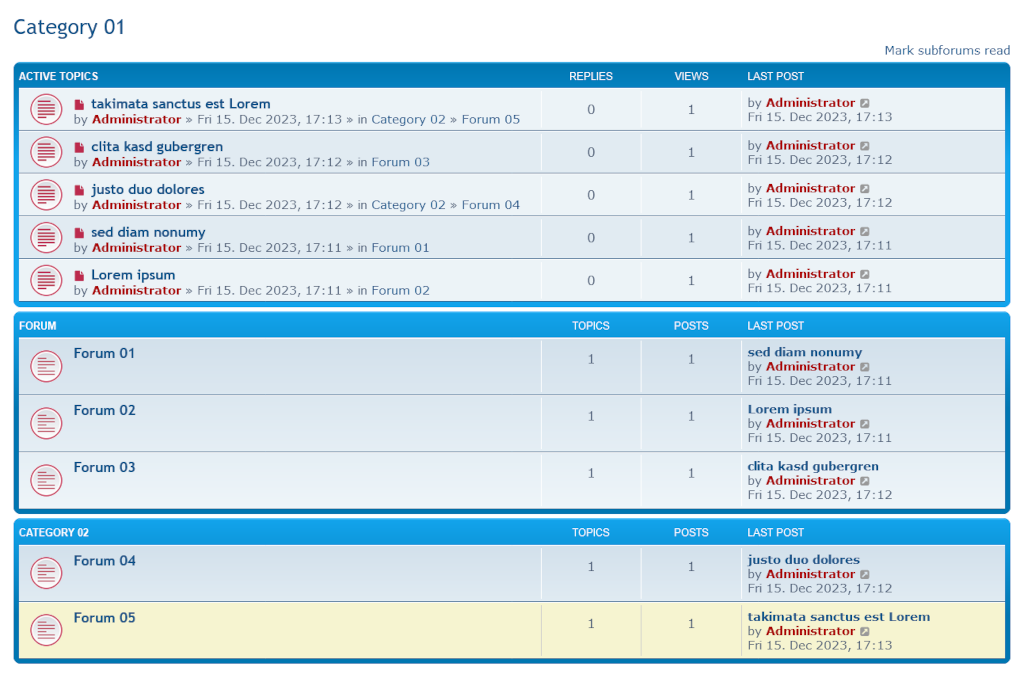 Category 01
Mark subforums read
ACTIVE TOPICS REPLIES VIEWS LAST POST
takimata sanctus est Lorem
by Administrator » Fri 15. Dec 2023, 17:13 » in Category 02 » Forum 05
0 1
by Administrator
Fri 15. Dec 2023, 17:13
clita kasd gubergren
by Administrator » Fri 15. Dec 2023, 17:12 » in Forum 03
0 1
by Administrator
Fri 15. Dec 2023, 17:12
justo duo dolores
by Administrator » Fri 15. Dec 2023, 17:12 » in Category 02 » Forum 04
0 1
by Administrator
Fri 15. Dec 2023, 17:12
sed diam nonumy
by Administrator » Fri 15. Dec 2023, 17:11 » in Forum 01
0 1
by Administrator
Fri 15. Dec 2023, 17:11
Lorem ipsum
by Administrator » Fri 15. Dec 2023, 17:11 » in Forum 02
0 1
by Administrator
Fri 15. Dec 2023, 17:11
FORUM TOPICS POSTS LAST POST
Forum 01
1 1
sed diam nonumy
by Administrator
Fri 15. Dec 2023, 17:11
Forum 02
1 1
Lorem ipsum
by Administrator
Fri 15. Dec 2023, 17:11
Forum 03
1 1
clita kasd gubergren
by Administrator
Fri 15. Dec 2023, 17:12
CATEGORY 02 TOPICS POSTS LAST POST
Forum 04
1 1
justo duo dolores
by Administrator
Fri 15. Dec 2023, 17:12
Forum 05
1 1
takimata sanctus est Lorem
by Administrator
Fri 15. Dec 2023, 17:13